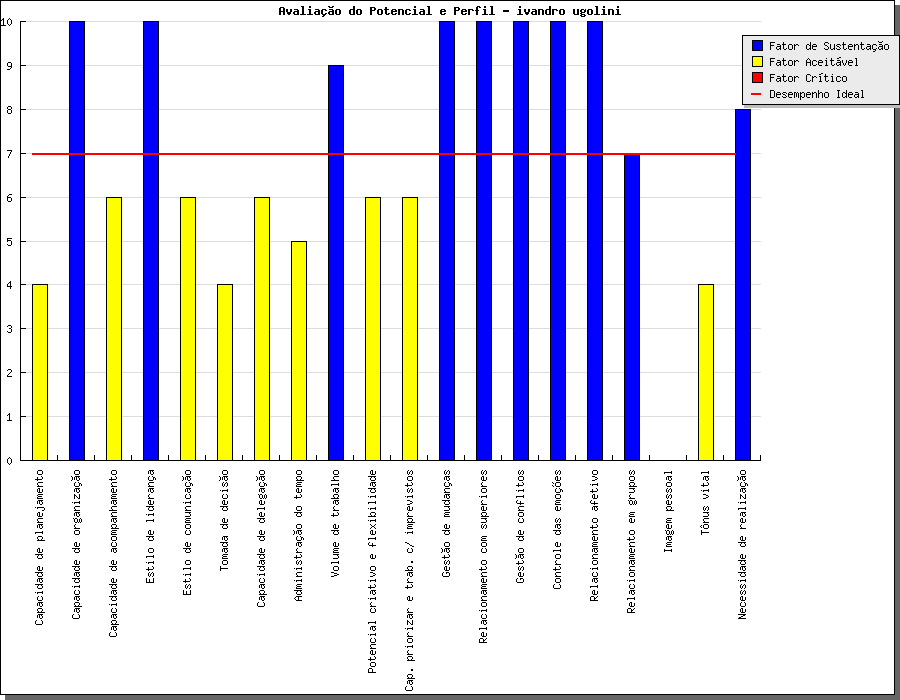 Avaliação do Potencial e Perfil - ivandro ugolini
10
9
8
7
6
5
4
3
2
1
0
Fator de Sustentação
Fator Aceitável
Fator Crítico
Desempenho Ideal
Capacidade de planejamento
Capacidade de organização
Capacidade de acompanhamento
Estilo de liderança
Estilo de comunicação
Tomada de decisão
Capacidade de delegação
Administração do tempo
Volume de trabalho
Potencial criativo e flexibilidade
Cap. priorizar e trab. c/ imprevistos
Gestão de mudanças
Relacionamento com superiores
Gestão de conflitos
Controle das emoções
Relacionamento afetivo
Relacionamento em grupos
Imagem pessoal
Tônus vital
Necessidade de realização